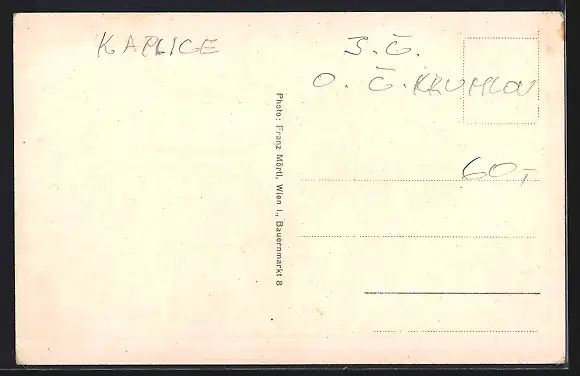 KAPLICE
J. Č.
O. Č. KRUMLOV
Photo: Franz Mörtl, Wien I., Bauernmarkt 8
60,-